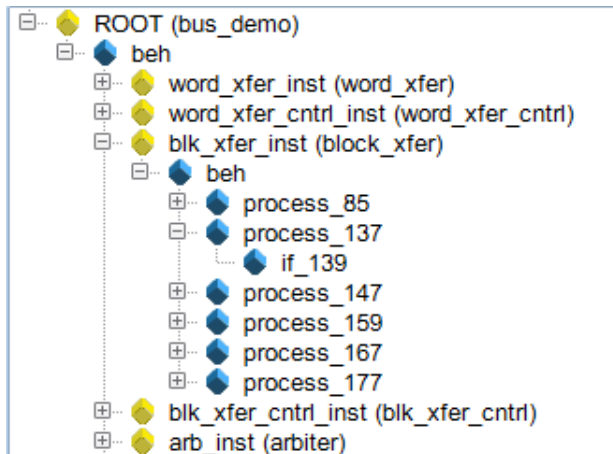 ROOT (bus_demo)
beh
word_xfer_inst (word_xfer)
word_xfer_cntrl_inst (word_xfer_cntrl)
blk_xfer_inst (block_xfer)
beh
process_85
process_137
if_139
process_147
process_159
process_167
process_177
blk_xfer_cntrl_inst (blk_xfer_cntrl)
arb_inst (arbiter)